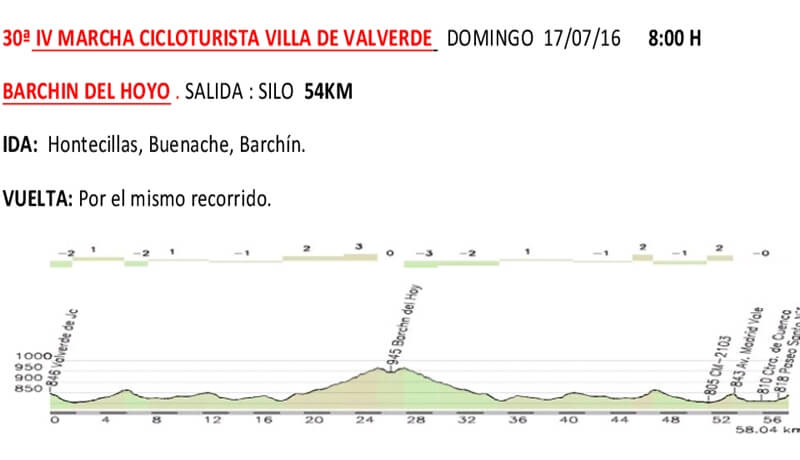 30ª IV MARCHA CICLOTURISTA VILLA DE VALVERDE DOMINGO 17/07/16 8:00 H
BARCHIN DEL HOYO . SALIDA : SILO 54KM
IDA: Hontecillas, Buenache, Barchín.
VUELTA: Por el mismo recorrido.
-2 1 -2 1 -1 2 3 0 -3 -2 1 -1 2 -1 2 -0
1000
950
900
850
846 Valverde de Jc
945 Barchn del Hoy
805 CM-2103
843 Av. Madrid Vale
810 Ctra. de Cuenca
818 Paseo Santo
0 4 8 12 16 20 24 28 32 36 40 44 48 52 56
58.04 km